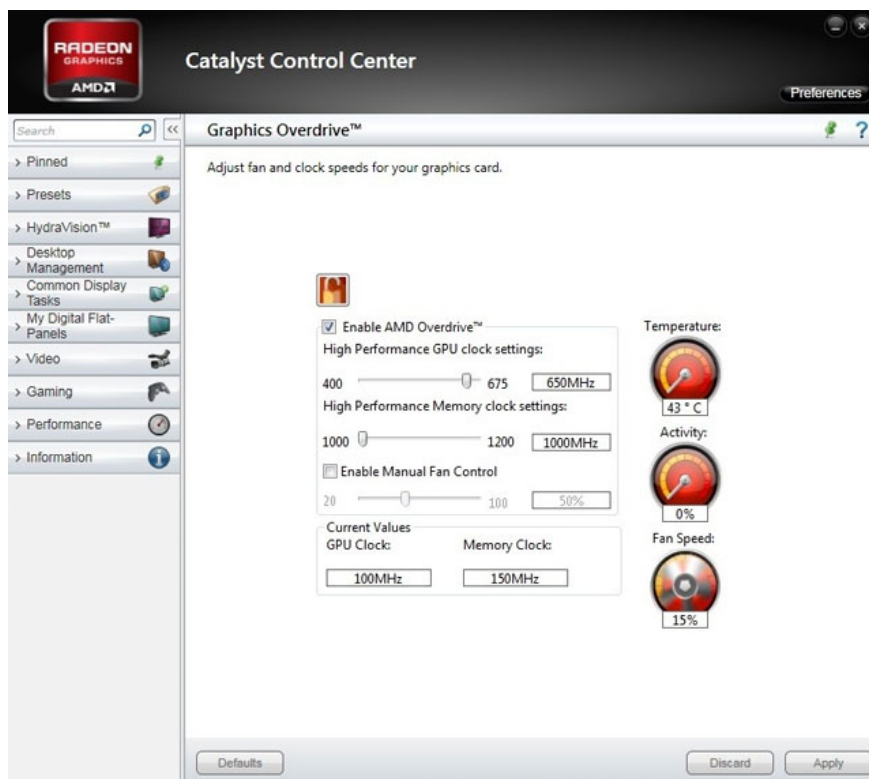 RADEON
GRAPHICS
AMD
Catalyst Control Center
Preferences
Search
«
Graphics Overdrive™
?
> Pinned
> Presets
> HydraVision™
> Desktop
Management
> Common Display
Tasks
> My Digital Flat-
Panels
> Video
> Gaming
> Performance
> Information
Adjust fan and clock speeds for your graphics card.
Enable AMD Overdrive™
High Performance GPU clock settings:
400 675 650MHz
High Performance Memory clock settings:
1000 1200 1000MHz
Enable Manual Fan Control
20 100 50%
Current Values
GPU Clock: Memory Clock:
100MHz 150MHz
Temperature:
43 ° C
Activity:
0%
Fan Speed:
15%
Defaults Discard Apply